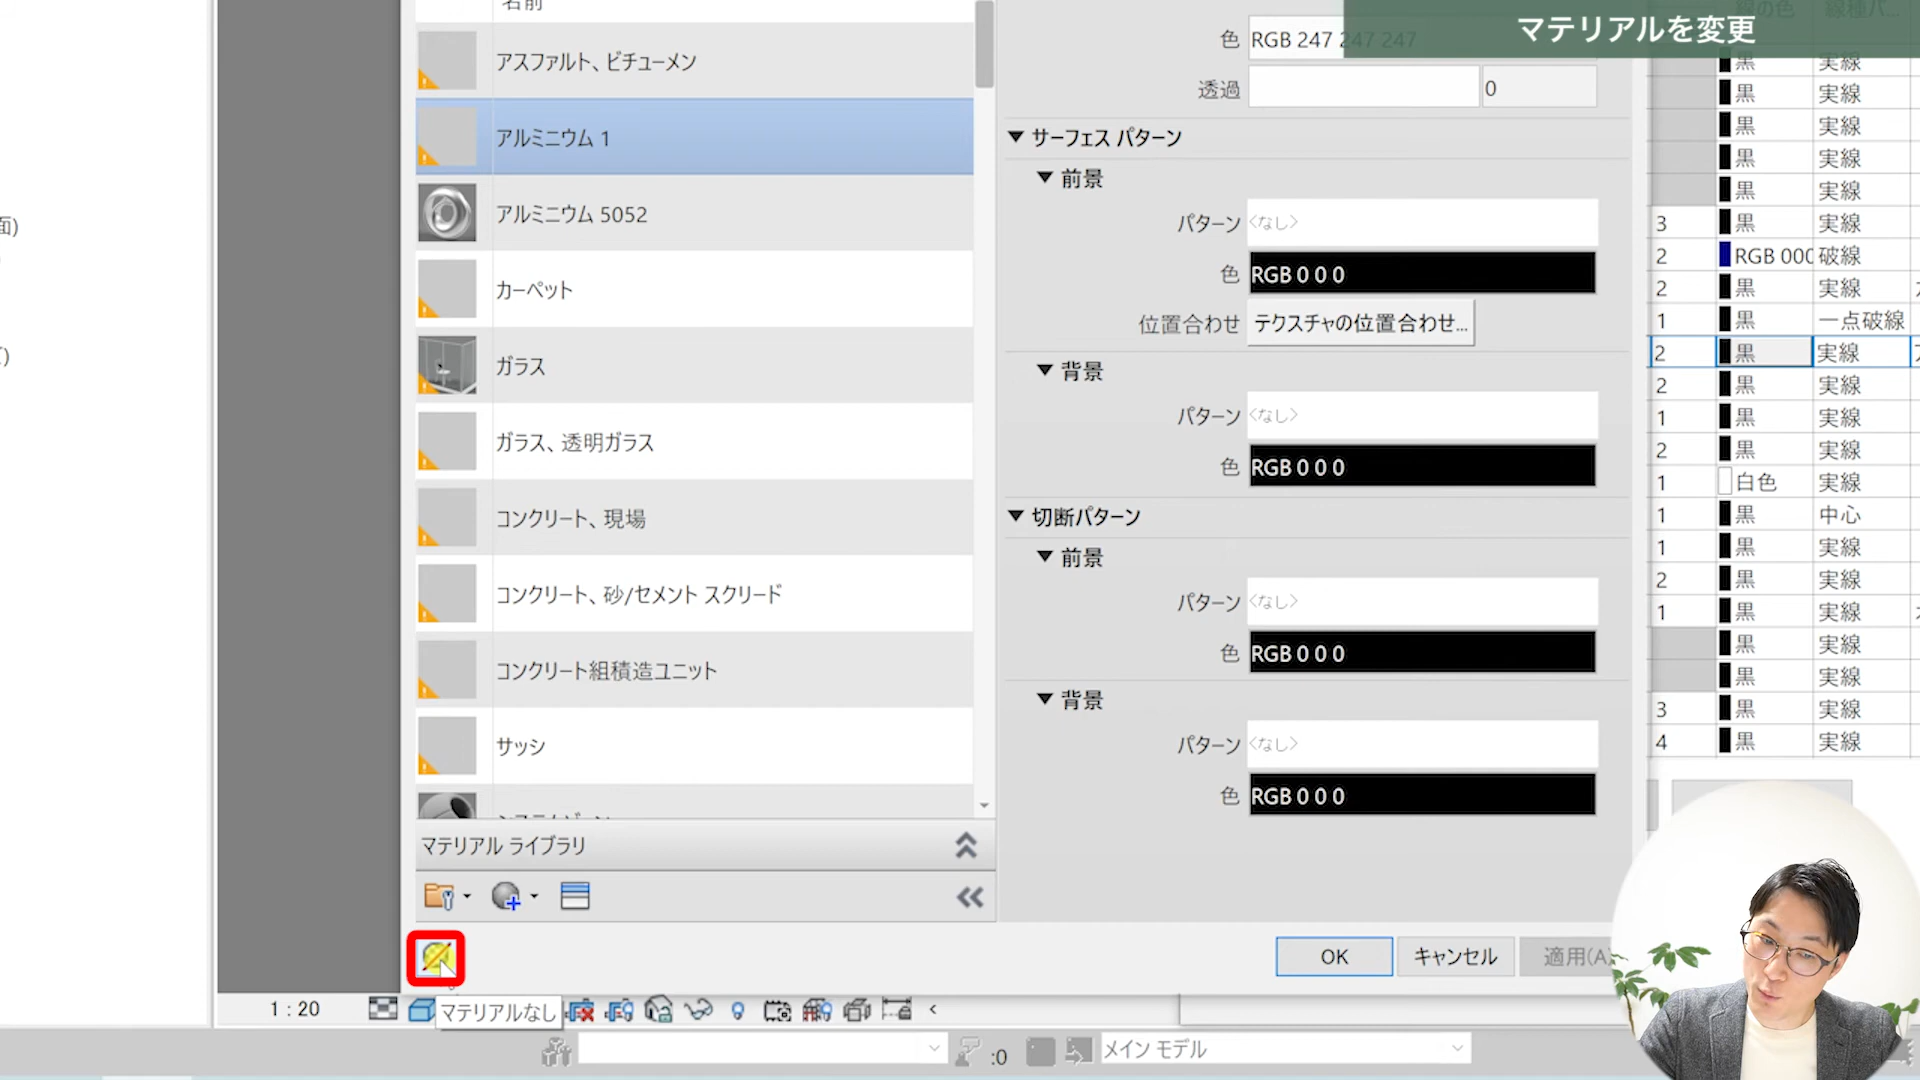 名前
アスファルト、ビチューメン
アルミニウム 1
アルミニウム 5052
カーペット
ガラス
ガラス、透明ガラス
コンクリート、現場
コンクリート、砂/セメント スクリード
コンクリート組積造ユニット
サッシ
マテリアル ライブラリ
マテリアルを変更
色 RGB 247 247 247
透過 0
サーフェス パターン
前景
パターン <なし>
色 RGB 0 0 0
位置合わせ テクスチャの位置合わせ...
背景
パターン <なし>
色 RGB 0 0 0
切断パターン
前景
パターン <なし>
色 RGB 0 0 0
背景
パターン <なし>
色 RGB 0 0 0
線の色
黒 実線
黒 実線
黒 実線
黒 実線
黒 実線
3 黒 実線
2 RGB 000 破線
2 黒 実線
1 黒 一点破線
2 黒 実線
2 黒 実線
1 黒 実線
2 黒 実線
1 白色 実線
1 黒 中心
1 黒 実線
2 黒 実線
1 黒 実線
黒 実線
黒 実線
3 黒 実線
4 黒 実線
OK キャンセル 適用(A)
1 : 20
マテリアルなし
:0
メイン モデル
面)